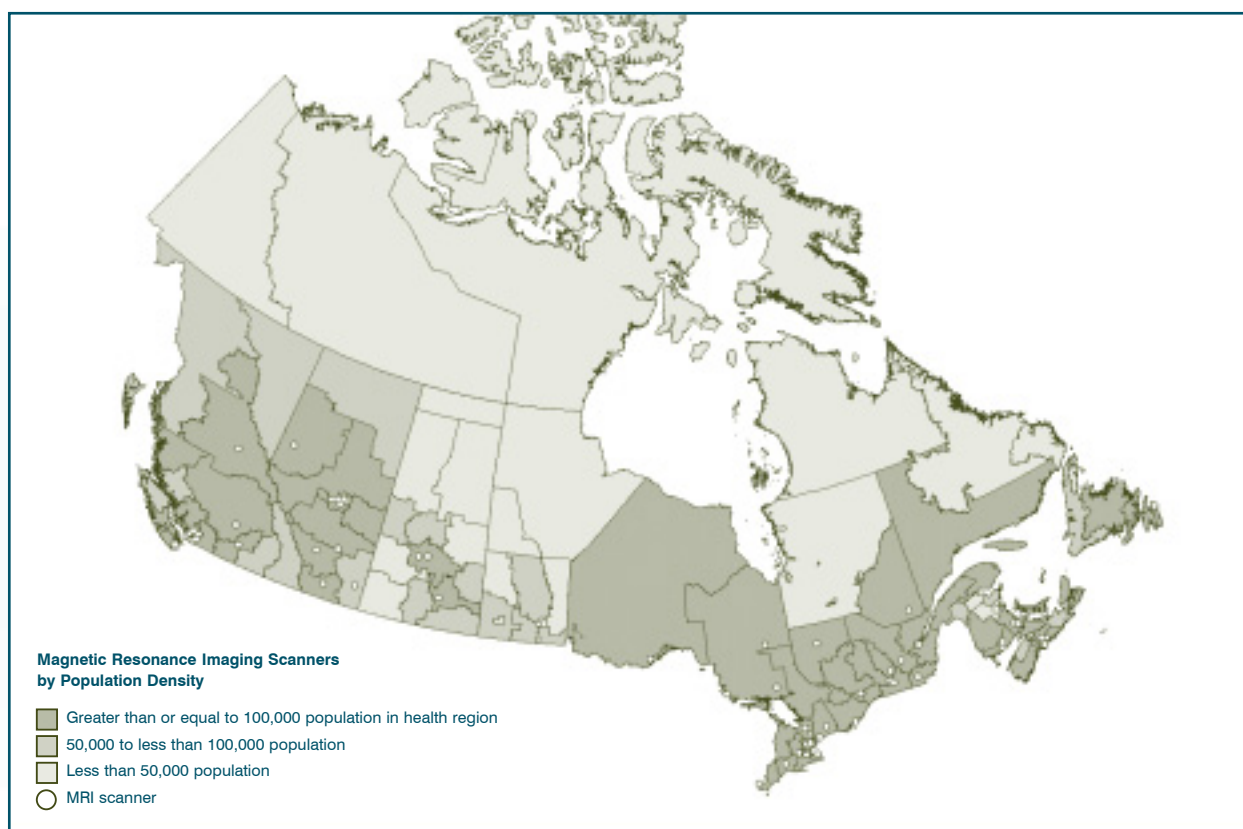 Magnetic Resonance Imaging Scanners
by Population Density
Greater than or equal to 100,000 population in health region
50,000 to less than 100,000 population
Less than 50,000 population
MRI scanner